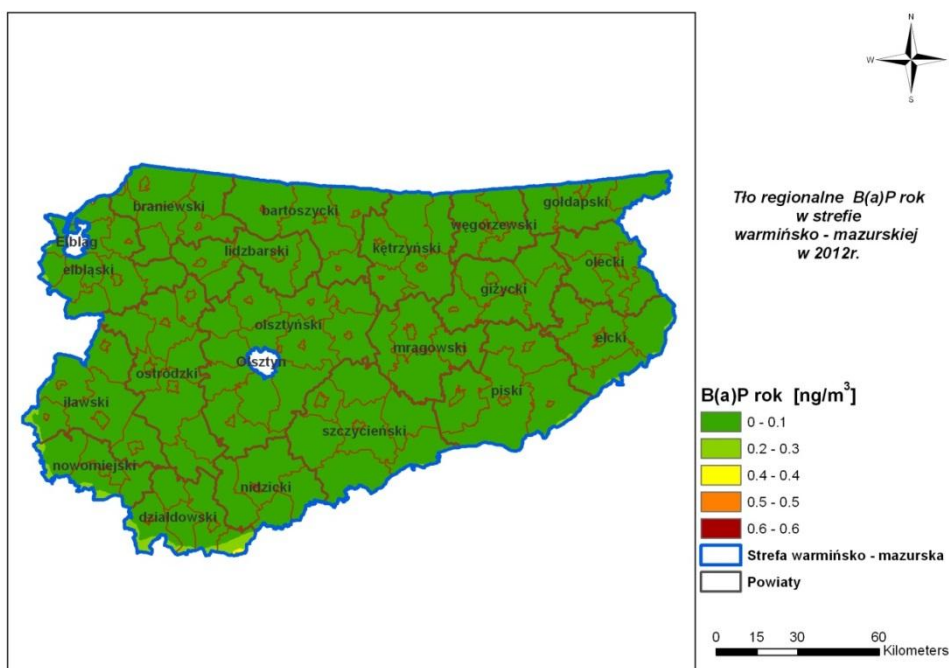 N
W
S
Tło regionalne B(a)P rok
w strefie
warmińsko - mazurskiej
w 2012r.
braniewski
bartoszycki
węgorzewski
gołdapski
Elbląg
lidzbarski
kętrzyński
elbląski
olecki
giżycki
olsztyński
mrągowski
ełcki
Olsztyn
ostródzki
piski
iławski
szczycieński
nowomiejski
nidzicki
działdowski
B(a)P rok [ng/m³]
0 - 0.1
0.2 - 0.3
0.4 - 0.4
0.5 - 0.5
0.6 - 0.6
Strefa warmińsko - mazurska
Powiaty
0 15 30 60
Kilometers